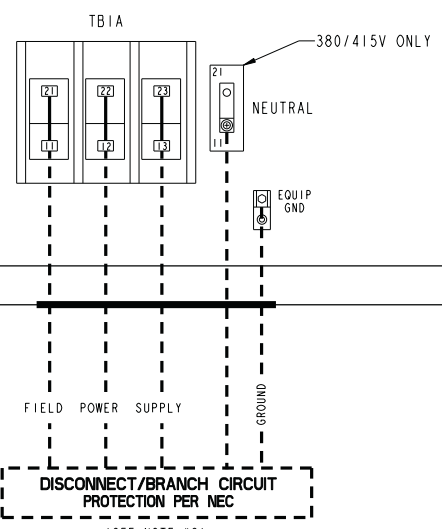 TB1A
380/415V ONLY
21
21
22
23
NEUTRAL
11
12
13
11
EQUIP
GND
FIELD POWER SUPPLY
GROUND
DISCONNECT/BRANCH CIRCUIT
PROTECTION PER NEC